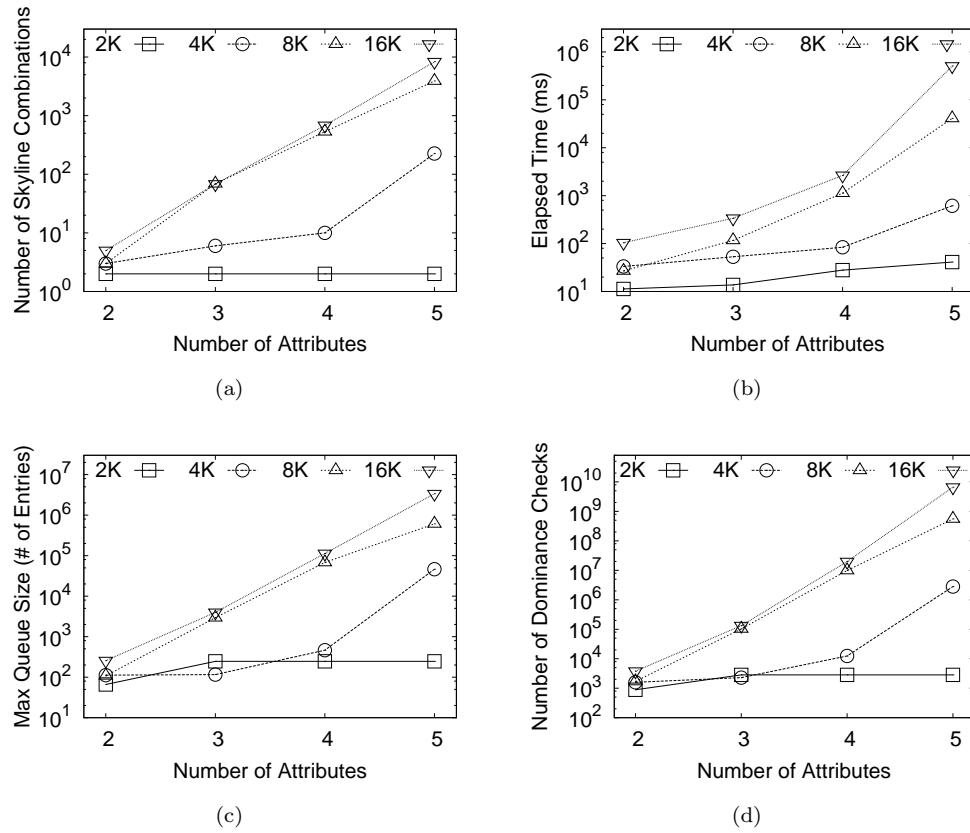 2K 4K 8K 16K
Number of Skyline Combinations
10^4
10^3
10^2
10^1
10^0
2 3 4 5
Number of Attributes
(a)
2K 4K 8K 16K
Elapsed Time (ms)
10^6
10^5
10^4
10^3
10^2
10^1
2 3 4 5
Number of Attributes
(b)
2K 4K 8K 16K
Max Queue Size (# of Entries)
10^7
10^6
10^5
10^4
10^3
10^2
10^1
2 3 4 5
Number of Attributes
(c)
2K 4K 8K 16K
Number of Dominance Checks
10^10
10^9
10^8
10^7
10^6
10^5
10^4
10^3
10^2
2 3 4 5
Number of Attributes
(d)